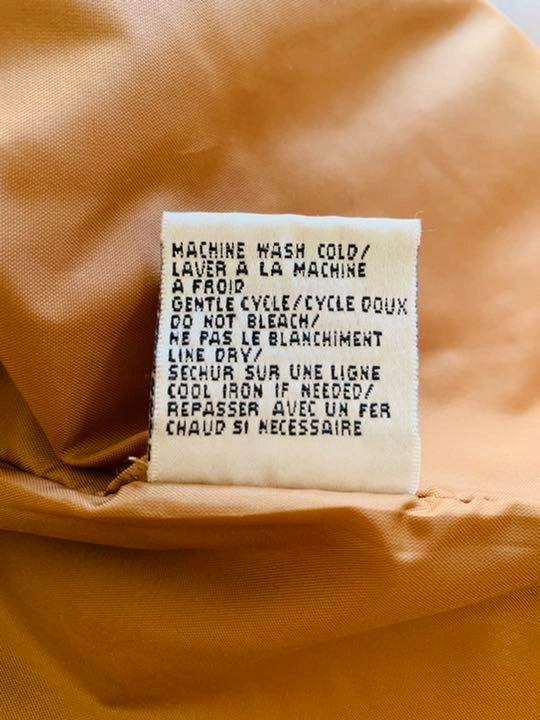 MACHINE WASH COLD/
LAVER A LA MACHINE
A FROID
GENTLE CYCLE/CYCLE DOUX
DO NOT BLEACH/
NE PAS LE BLANCHIMENT
LINE DRY/
SECHUR SUR UNE LIGNE
COOL IRON IF NEEDED/
REPASSER AVEC UN FER
CHAUD SI NECESSAIRE